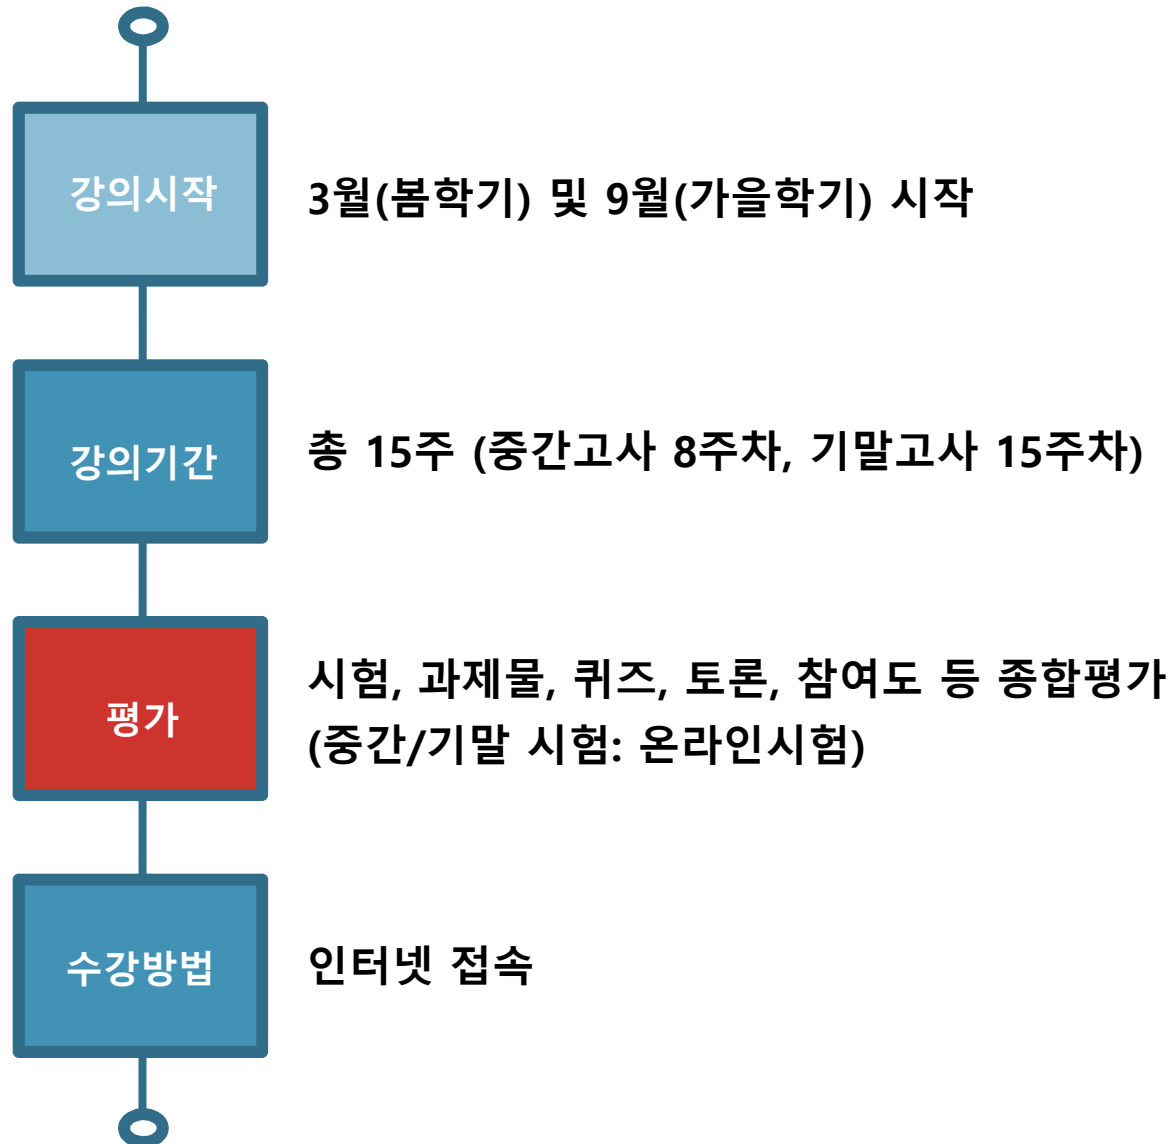 강의시작
3월(봄학기) 및 9월(가을학기) 시작
강의기간
총 15주 (중간고사 8주차, 기말고사 15주차)
평가
시험, 과제물, 퀴즈, 토론, 참여도 등 종합평가
(중간/기말 시험: 온라인시험)
수강방법
인터넷 접속